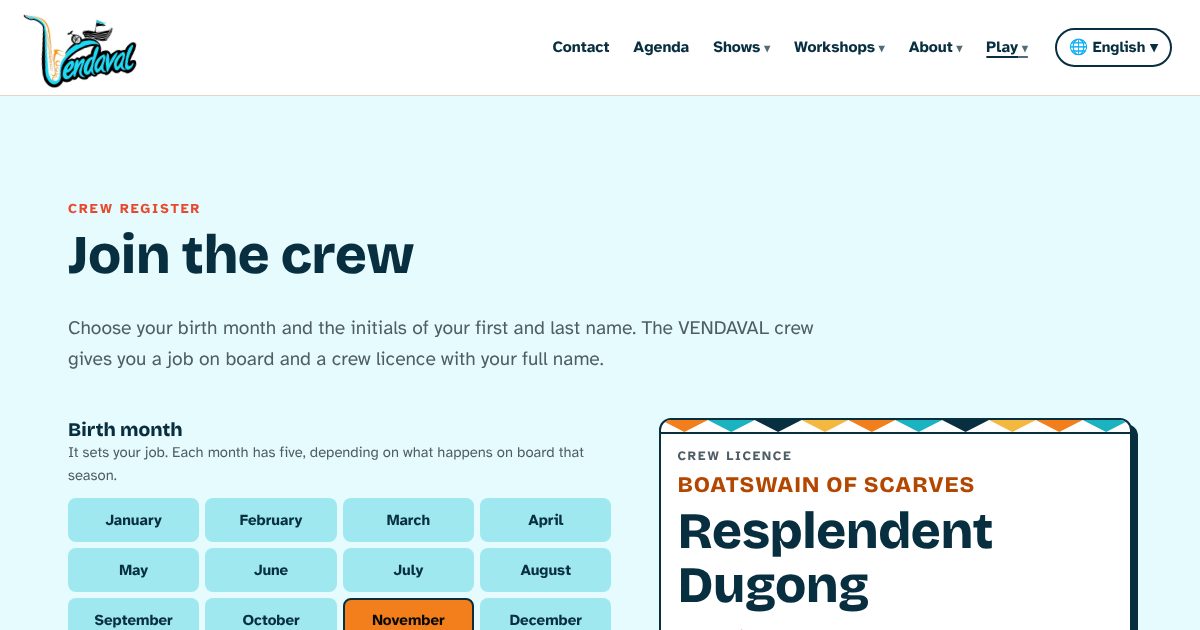 Vendaval
Contact Agenda Shows ▾ Workshops ▾ About ▾ Play ▾ 🌐 English ▾
CREW REGISTER
Join the crew
Choose your birth month and the initials of your first and last name. The VENDAVAL crew
gives you a job on board and a crew licence with your full name.
Birth month
It sets your job. Each month has five, depending on what happens on board that
season.
January February March April
May June July August
September October November December
CREW LICENCE
BOATSWAIN OF SCARVES
Resplendent
Dugong